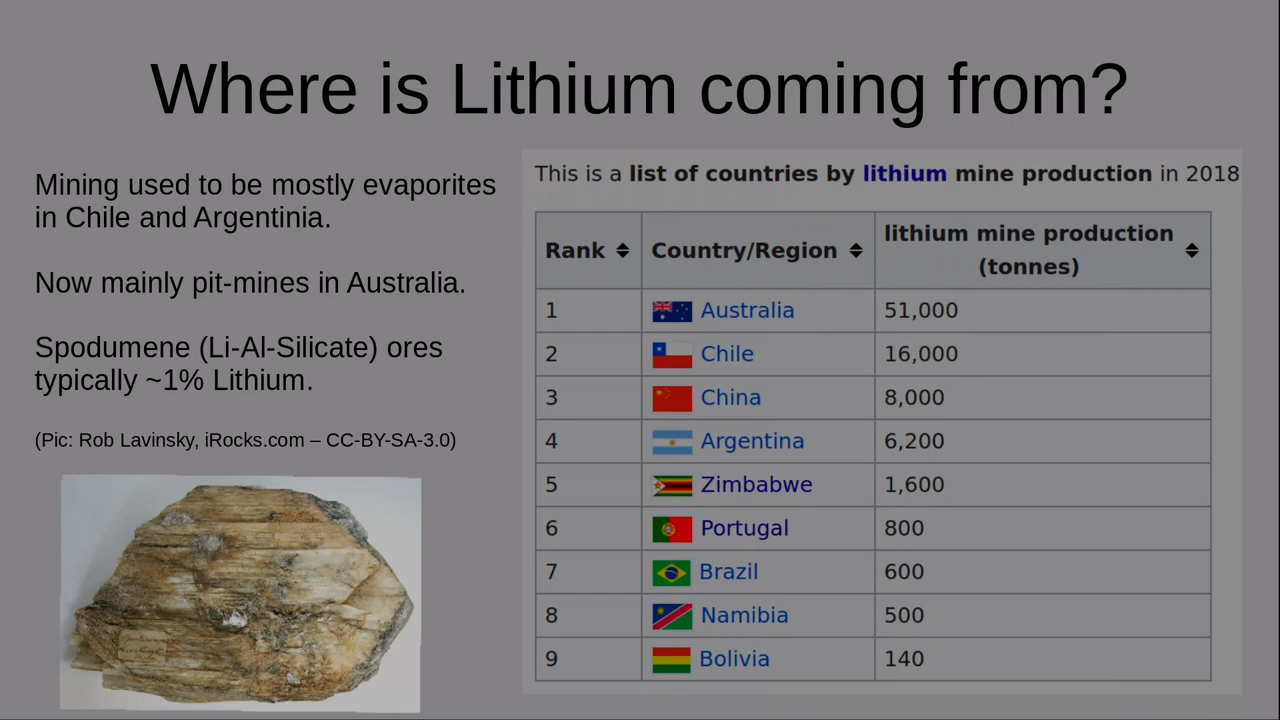 Where is Lithium coming from?
Mining used to be mostly evaporites
in Chile and Argentinia.
Now mainly pit-mines in Australia.
Spodumene (Li-Al-Silicate) ores
typically ~1% Lithium.
(Pic: Rob Lavinsky, iRocks.com – CC-BY-SA-3.0)
This is a list of countries by lithium mine production in 2018
Rank Country/Region lithium mine production
(tonnes)
1 Australia 51,000
2 Chile 16,000
3 China 8,000
4 Argentina 6,200
5 Zimbabwe 1,600
6 Portugal 800
7 Brazil 600
8 Namibia 500
9 Bolivia 140